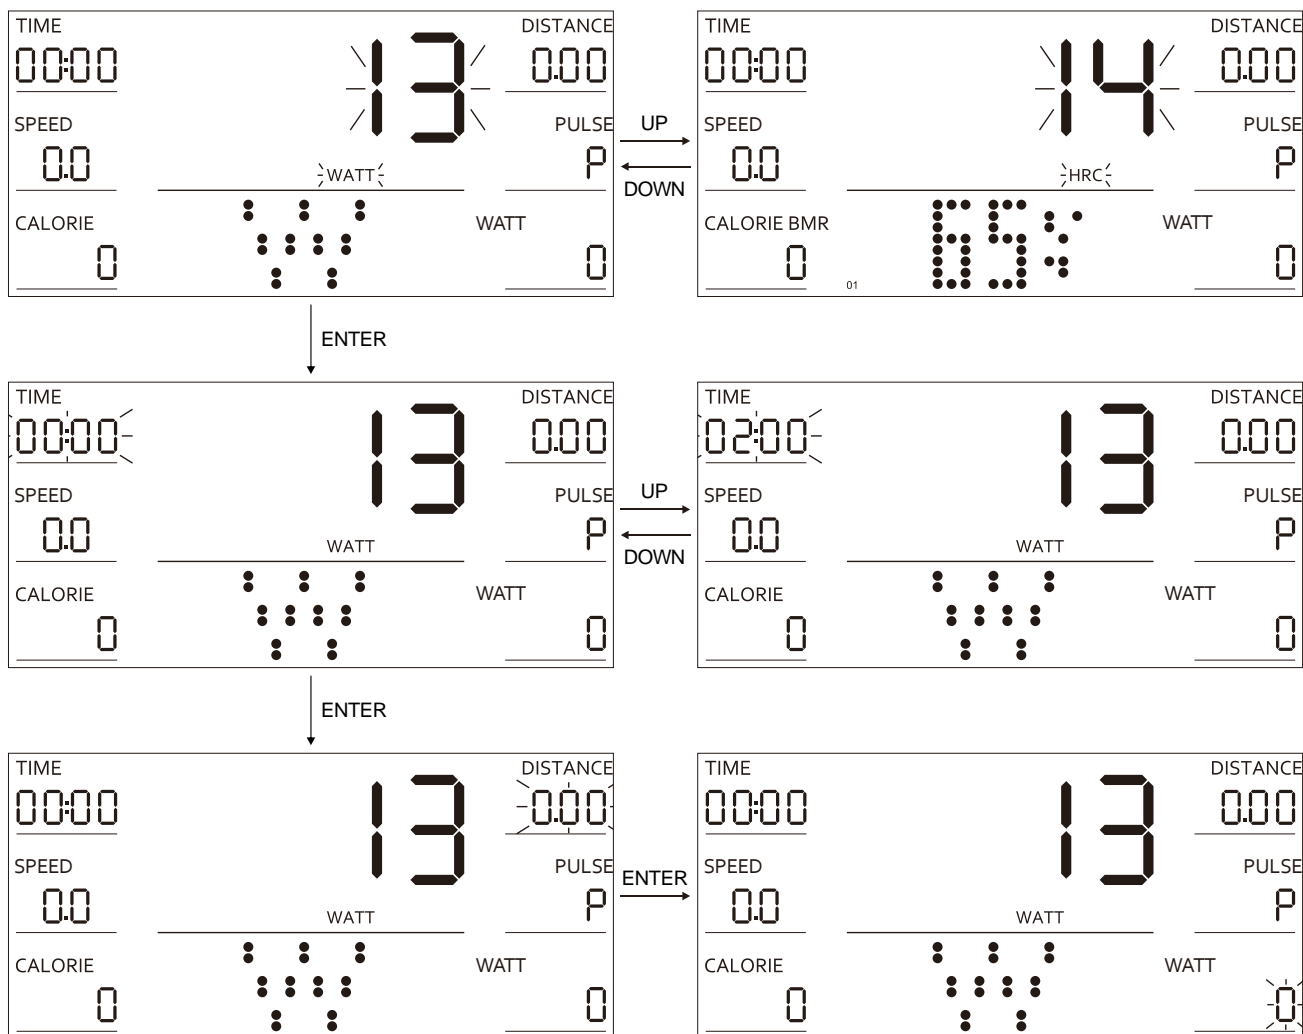 TIME
DISTANCE
00:00
13
0.00
SPEED
PULSE
0.0
WATT
P
CALORIE
W
WATT
0
0
UP
DOWN
TIME
DISTANCE
00:00
14
0.00
SPEED
PULSE
0.0
HRC
P
CALORIE BMR
65%
WATT
0
01
0
ENTER
TIME
DISTANCE
00:00
13
0.00
SPEED
PULSE
0.0
WATT
P
CALORIE
W
WATT
0
0
UP
DOWN
TIME
DISTANCE
02:00
13
0.00
SPEED
PULSE
0.0
WATT
P
CALORIE
W
WATT
0
0
ENTER
TIME
DISTANCE
00:00
13
0.00
SPEED
PULSE
0.0
WATT
P
CALORIE
W
WATT
0
0
ENTER
TIME
DISTANCE
00:00
13
0.00
SPEED
PULSE
0.0
WATT
P
CALORIE
W
WATT
0
0